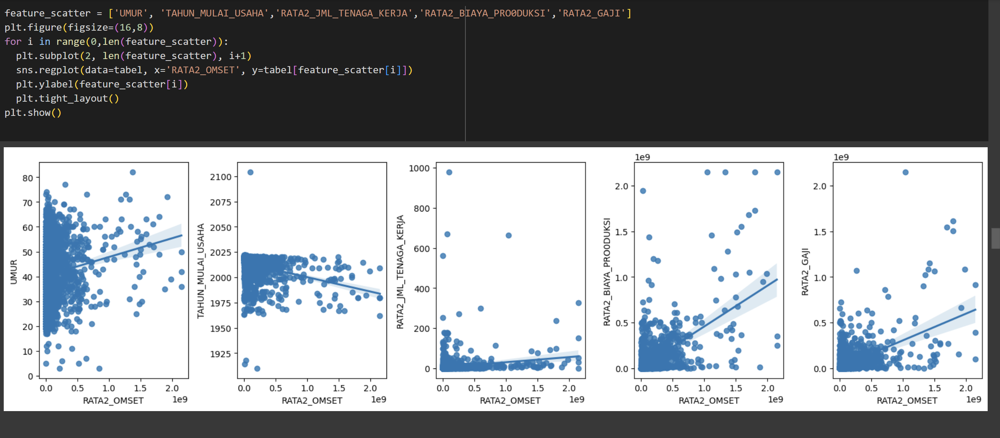 feature_scatter = ['UMUR', 'TAHUN_MULAI_USAHA','RATA2_JML_TENAGA_KERJA','RATA2_BIAYA_PRO0DUKSI','RATA2_GAJI']
plt.figure(figsize=(16,8))
for i in range(0,len(feature_scatter)):
  plt.subplot(2, len(feature_scatter), i+1)
  sns.regplot(data=tabel, x='RATA2_OMSET', y=tabel[feature_scatter[i]])
  plt.ylabel(feature_scatter[i])
  plt.tight_layout()
plt.show()
UMUR
80
70
60
50
40
30
20
10
0
0.0 0.5 1.0 1.5 2.0
RATA2_OMSET 1e9
TAHUN_MULAI_USAHA
2100
2075
2050
2025
2000
1975
1950
1925
0.0 0.5 1.0 1.5 2.0
RATA2_OMSET 1e9
RATA2_JML_TENAGA_KERJA
1000
800
600
400
200
0
0.0 0.5 1.0 1.5 2.0
RATA2_OMSET 1e9
1e9
RATA2_BIAYA_PRO0DUKSI
2.0
1.5
1.0
0.5
0.0
0.0 0.5 1.0 1.5 2.0
RATA2_OMSET 1e9
1e9
RATA2_GAJI
2.0
1.5
1.0
0.5
0.0
0.0 0.5 1.0 1.5 2.0
RATA2_OMSET 1e9